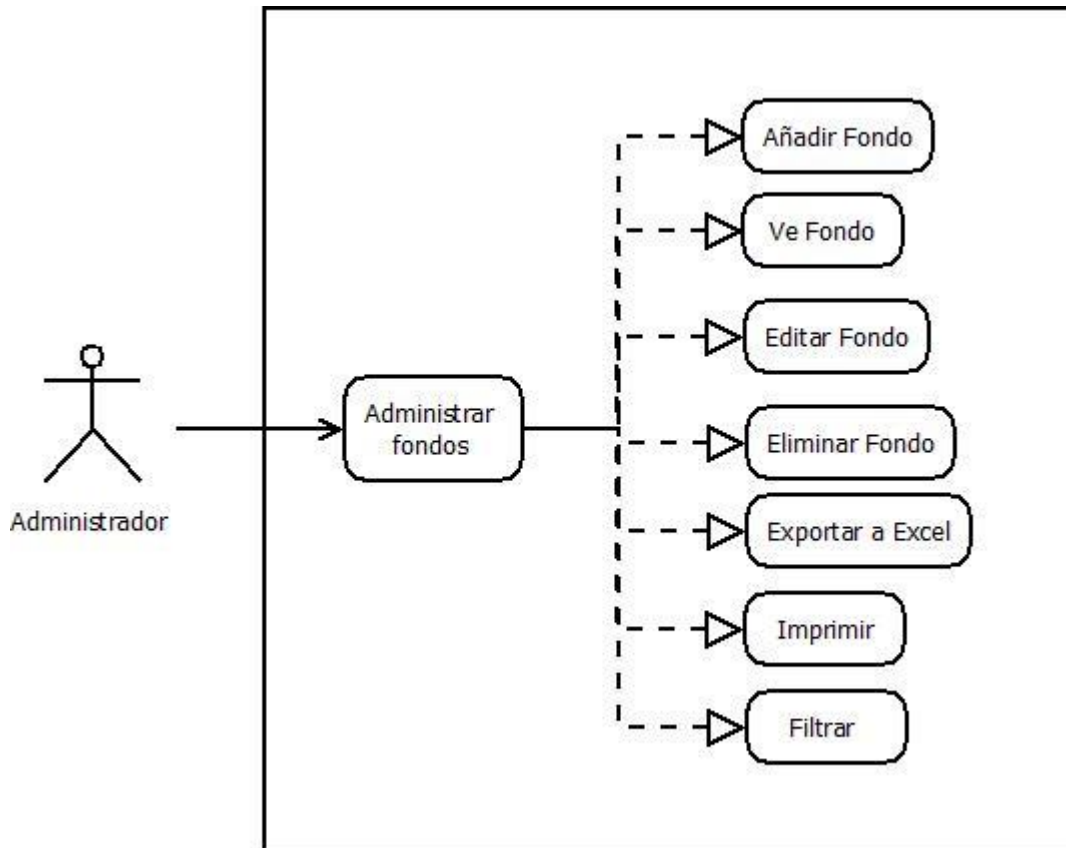 Añadir Fondo
Ve Fondo
Editar Fondo
Administrar
fondos
Eliminar Fondo
Administrador
Exportar a Excel
Imprimir
Filtrar